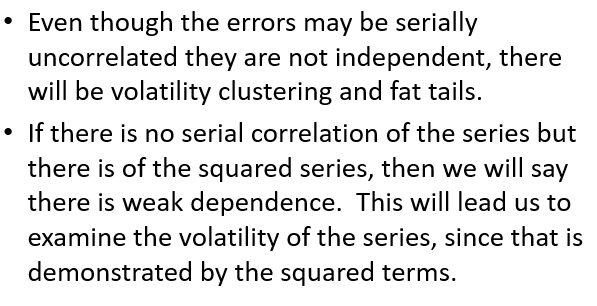 • Even though the errors may be serially
uncorrelated they are not independent, there
will be volatility clustering and fat tails.
• If there is no serial correlation of the series but
there is of the squared series, then we will say
there is weak dependence.  This will lead us to
examine the volatility of the series, since that is
demonstrated by the squared terms.